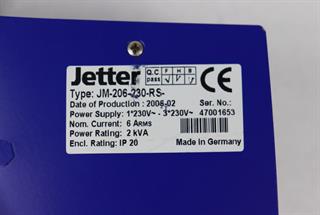 Jetter
Q.C F H B
pass √ √ √
CE
Type: JM-206-230-RS-
Date of Production : 2006-02 Ser. No.:
Power Supply: 1*230V~ - 3*230V~ 47001653
Nom. Current: 6 ARMS
Power Rating: 2 kVA
Encl. Rating: IP 20 Made in Germany